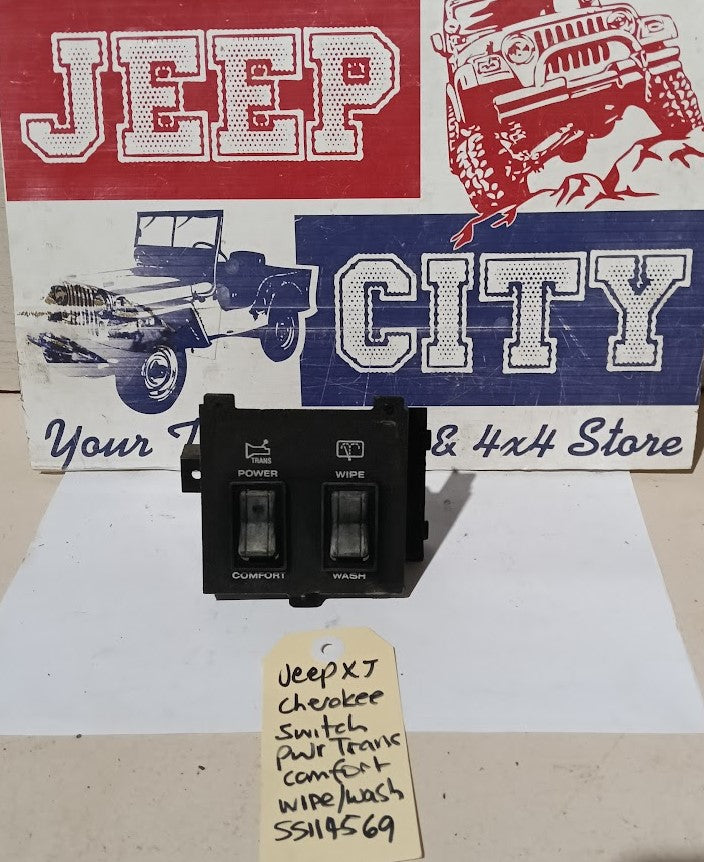 JEEP
CITY
Your
& 4x4 Store
TRANS
POWER
WIPE
COMFORT
WASH
Jeep XJ
Cherokee
Switch
Pwr Trans
comfort
wipe/wash
SS114569